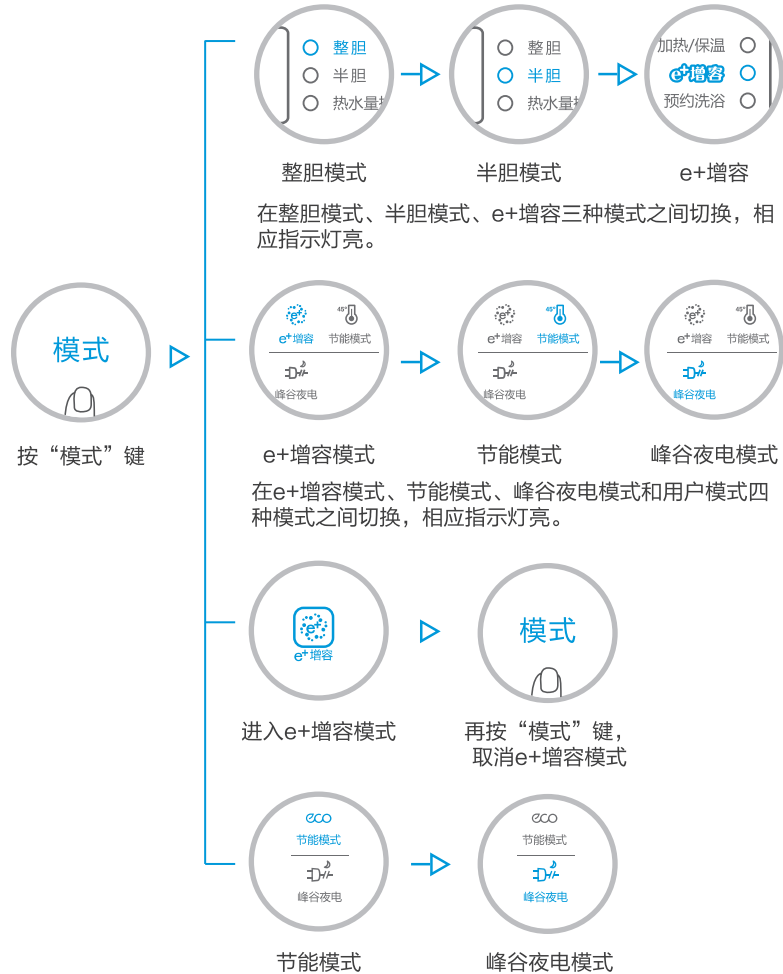 模式
按“模式”键
整胆
半胆
热水量
整胆模式
整胆
半胆
热水量
半胆模式
加热/保温
e+增容
预约洗浴
e+增容
在整胆模式、半胆模式、e+增容三种模式之间切换，相
应指示灯亮。
e+
45°
e+增容 节能模式
峰谷夜电
e+增容模式
e+
45°
e+增容 节能模式
峰谷夜电
节能模式
e+
45°
e+增容 节能模式
峰谷夜电
峰谷夜电模式
在e+增容模式、节能模式、峰谷夜电模式和用户模式四
种模式之间切换，相应指示灯亮。
e+
e+增容
进入e+增容模式
模式
再按“模式”键，
取消e+增容模式
eco
节能模式
峰谷夜电
节能模式
eco
节能模式
峰谷夜电
峰谷夜电模式